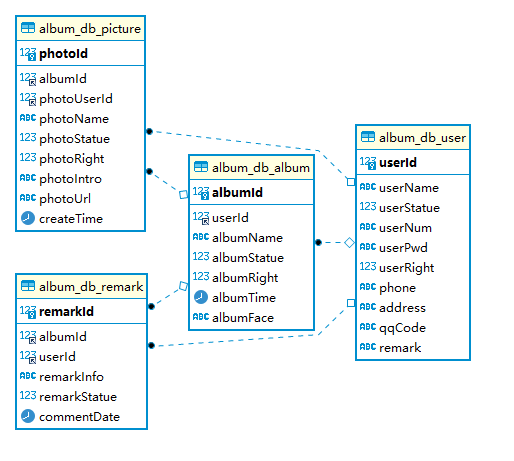 album_db_picture
123 photoId
123 albumId
123 photoUserId
ABC photoName
123 photoStatue
123 photoRight
ABC photoIntro
ABC photoUrl
createTime
album_db_album
123 albumId
123 userId
ABC albumName
123 albumStatue
123 albumRight
albumTime
ABC albumFace
album_db_user
123 userId
ABC userName
123 userStatue
ABC userNum
ABC userPwd
123 userRight
ABC phone
ABC address
ABC qqCode
ABC remark
album_db_remark
123 remarkId
123 albumId
123 userId
ABC remarkInfo
123 remarkStatue
commentDate